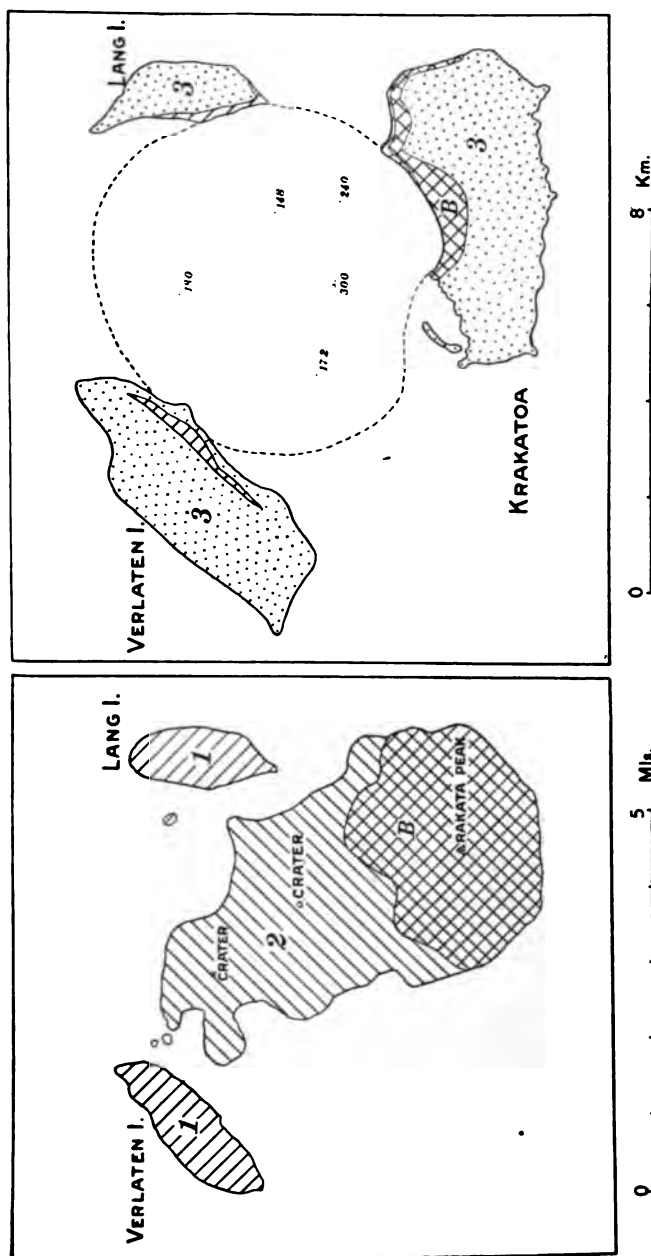 VERLATEN I.
LANG I.
1
1
CRATER
CRATER
2
B
RAKATA PEAK
0 5 Mls.
VERLATEN I.
LANG I.
3
3
140
148
172
300
240
B
3
KRAKATOA
0 8 Km.